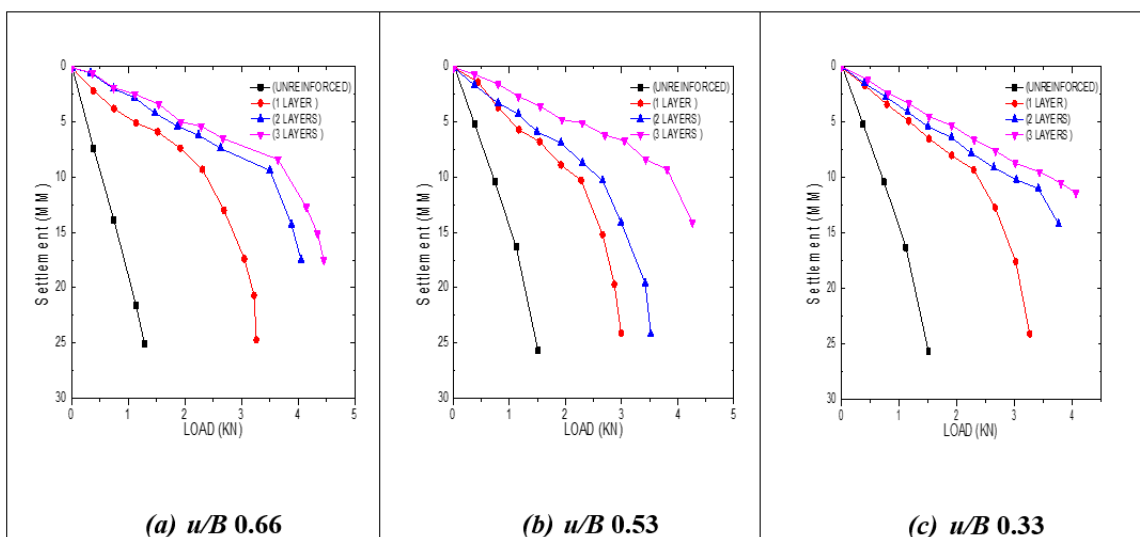 0
5
10
15
20
25
30
Settlement (MM)
0 1 2 3 4 5
LOAD (KN)
(UNREINFORCED)
(1 LAYER )
(2 LAYERS)
(3 LAYERS )
(a) u/B 0.66
0
5
10
15
20
25
30
Settlement (MM)
0 1 2 3 4 5
LOAD (KN)
(UNREINFORCED)
(1 LAYER )
(2 LAYERS)
(3 LAYERS )
(b) u/B 0.53
0
5
10
15
20
25
30
Settlement (MM)
0 1 2 3 4
LOAD (KN)
(UNREINFORCED)
(1 LAYER )
(2 LAYERS)
(3 LAYERS )
(c) u/B 0.33